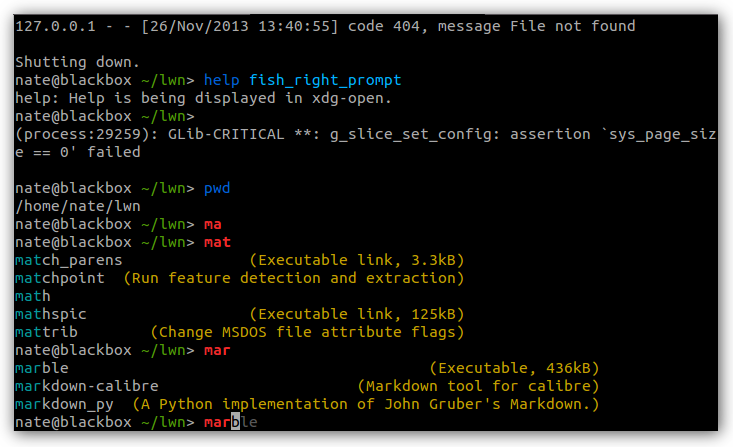 127.0.0.1 - - [26/Nov/2013 13:40:55] code 404, message File not found
Shutting down.
nate@blackbox ~/lwn> help fish_right_prompt
help: Help is being displayed in xdg-open.
nate@blackbox ~/lwn>
(process:29259): GLib-CRITICAL **: g_slice_set_config: assertion `sys_page_siz
e == 0' failed
nate@blackbox ~/lwn> pwd
/home/nate/lwn
nate@blackbox ~/lwn> ma
nate@blackbox ~/lwn> mat
match_parens (Executable link, 3.3kB)
matchpoint (Run feature detection and extraction)
math
mathspic (Executable link, 125kB)
mattrib (Change MSDOS file attribute flags)
nate@blackbox ~/lwn> mar
marble (Executable, 436kB)
markdown-calibre (Markdown tool for calibre)
markdown_py (A Python implementation of John Gruber's Markdown.)
nate@blackbox ~/lwn> marble